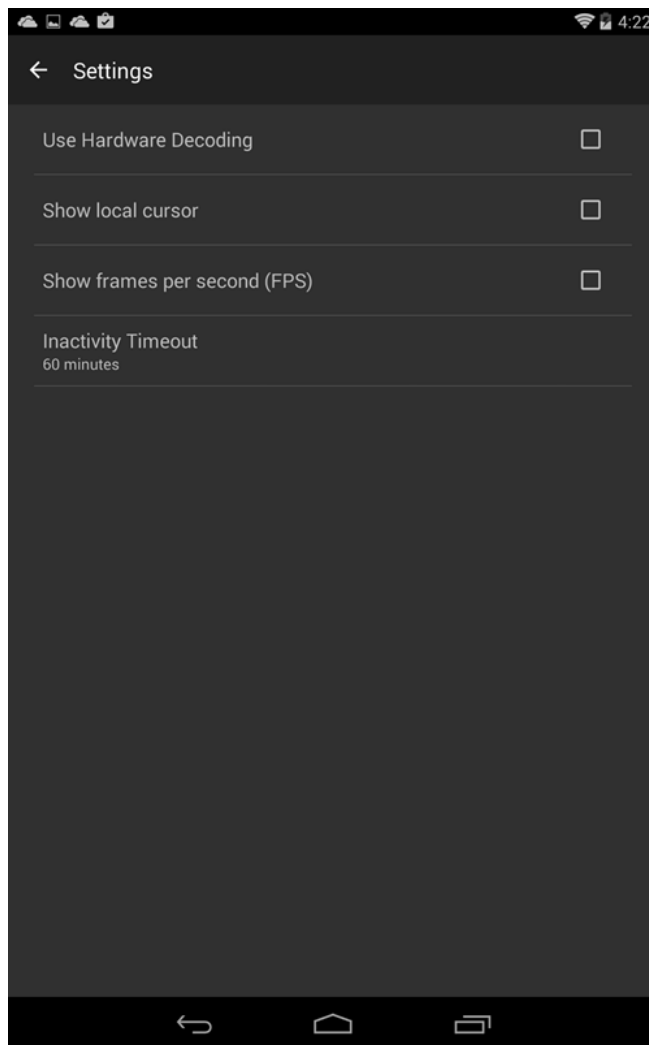 4:22
Settings
Use Hardware Decoding
Show local cursor
Show frames per second (FPS)
Inactivity Timeout
60 minutes